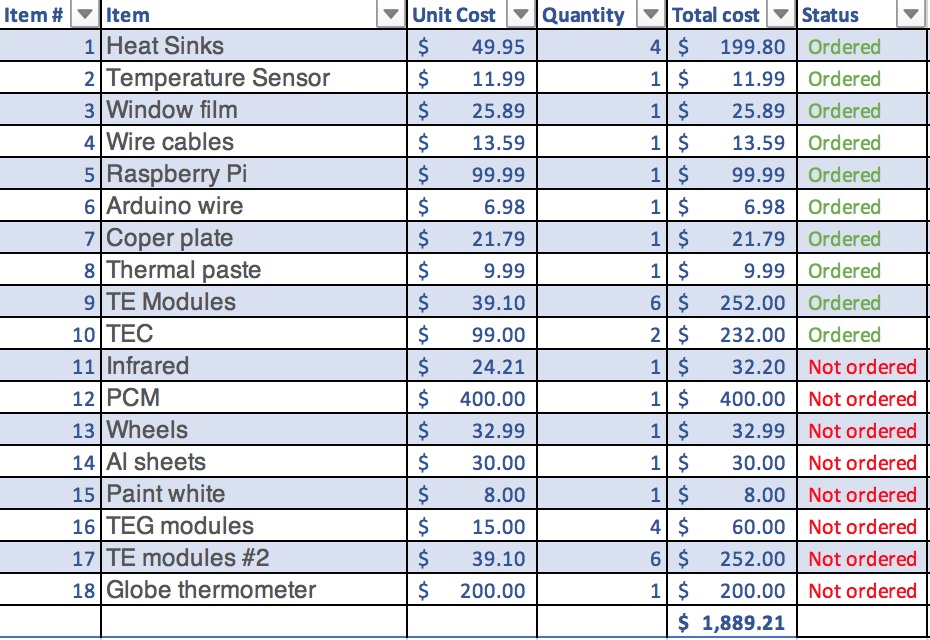 Item # Item Unit Cost Quantity Total cost Status
1 Heat Sinks $ 49.95 4 $ 199.80 Ordered
2 Temperature Sensor $ 11.99 1 $ 11.99 Ordered
3 Window film $ 25.89 1 $ 25.89 Ordered
4 Wire cables $ 13.59 1 $ 13.59 Ordered
5 Raspberry Pi $ 99.99 1 $ 99.99 Ordered
6 Arduino wire $ 6.98 1 $ 6.98 Ordered
7 Coper plate $ 21.79 1 $ 21.79 Ordered
8 Thermal paste $ 9.99 1 $ 9.99 Ordered
9 TE Modules $ 39.10 6 $ 252.00 Ordered
10 TEC $ 99.00 2 $ 232.00 Ordered
11 Infrared $ 24.21 1 $ 32.20 Not ordered
12 PCM $ 400.00 1 $ 400.00 Not ordered
13 Wheels $ 32.99 1 $ 32.99 Not ordered
14 Al sheets $ 30.00 1 $ 30.00 Not ordered
15 Paint white $ 8.00 1 $ 8.00 Not ordered
16 TEG modules $ 15.00 4 $ 60.00 Not ordered
17 TE modules #2 $ 39.10 6 $ 252.00 Not ordered
18 Globe thermometer $ 200.00 1 $ 200.00 Not ordered
$ 1,889.21